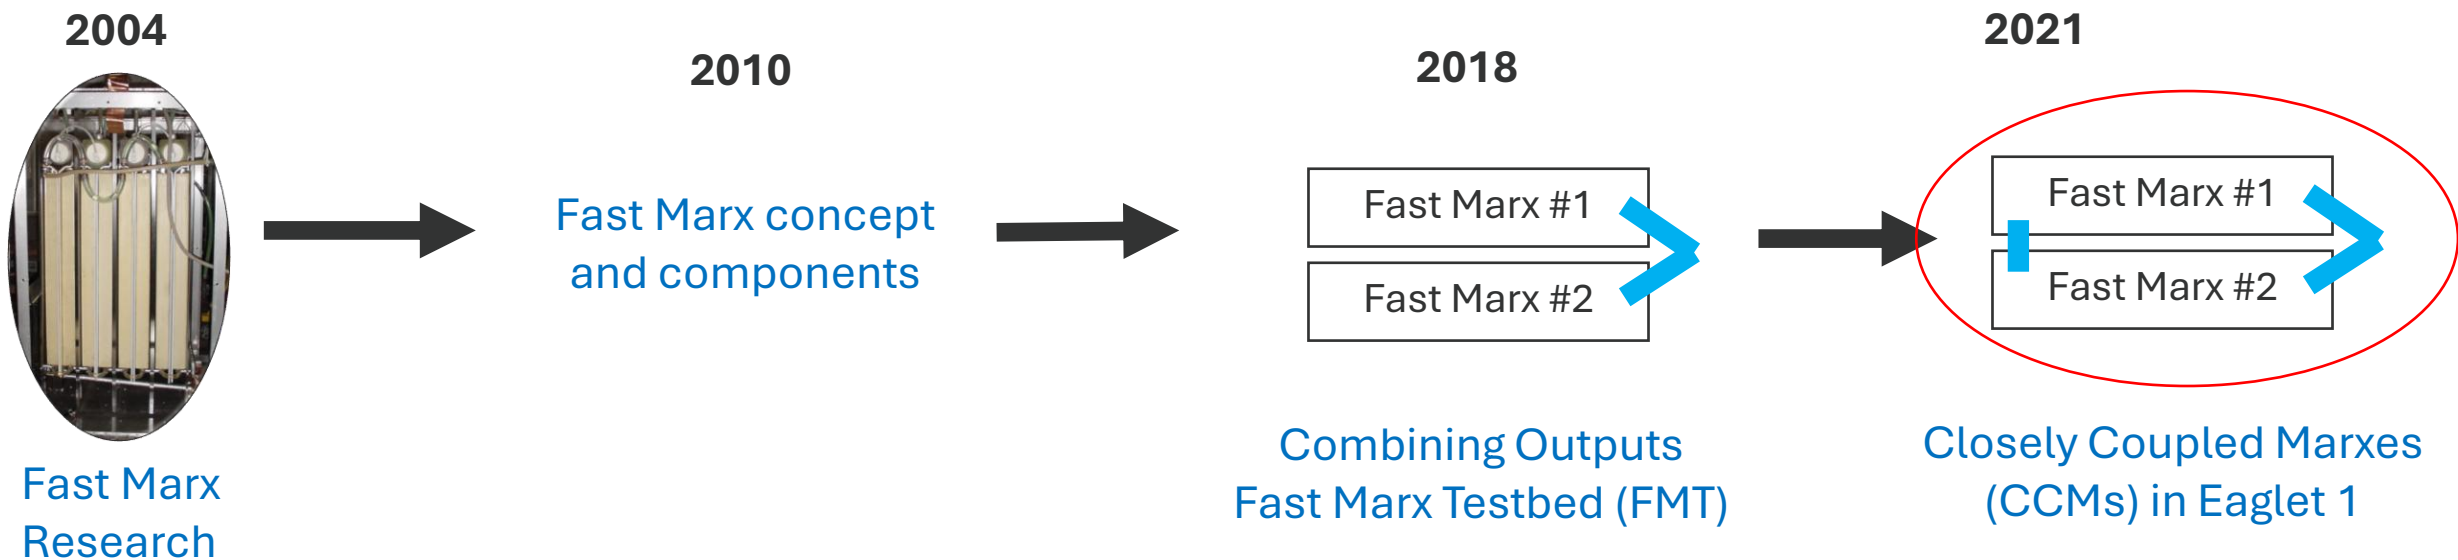 2004
Fast Marx
Research
2010
Fast Marx concept
and components
2018
Fast Marx #1
Fast Marx #2
Combining Outputs
Fast Marx Testbed (FMT)
2021
Fast Marx #1
Fast Marx #2
Closely Coupled Marxes
(CCMs) in Eaglet 1